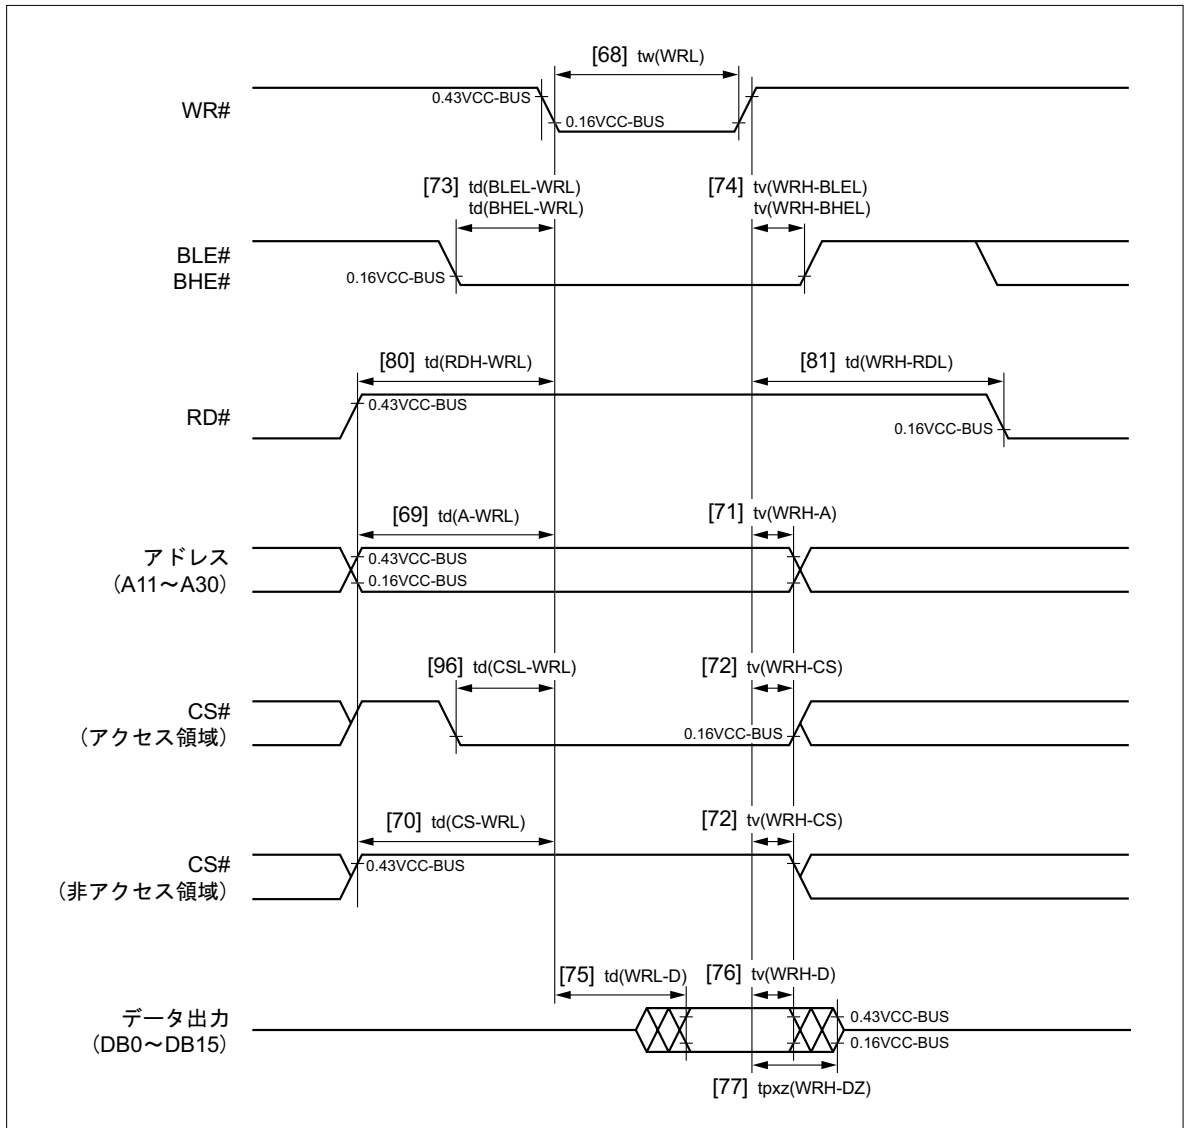 [68] tw(WRL)
0.43VCC-BUS
WR#
0.16VCC-BUS
[73] td(BLEL-WRL)
td(BHEL-WRL)
[74] tv(WRH-BLEL)
tv(WRH-BHEL)
BLE#
BHE#
0.16VCC-BUS
[80] td(RDH-WRL)
[81] td(WRH-RDL)
0.43VCC-BUS
RD#
0.16VCC-BUS
[69] td(A-WRL)
[71] tv(WRH-A)
アドレス
(A11～A30)
0.43VCC-BUS
0.16VCC-BUS
[96] td(CSL-WRL)
[72] tv(WRH-CS)
CS#
(アクセス領域)
0.16VCC-BUS
[70] td(CS-WRL)
[72] tv(WRH-CS)
CS#
(非アクセス領域)
0.43VCC-BUS
[75] td(WRL-D)
[76] tv(WRH-D)
データ出力
(DB0～DB15)
0.43VCC-BUS
0.16VCC-BUS
[77] tpxz(WRH-DZ)